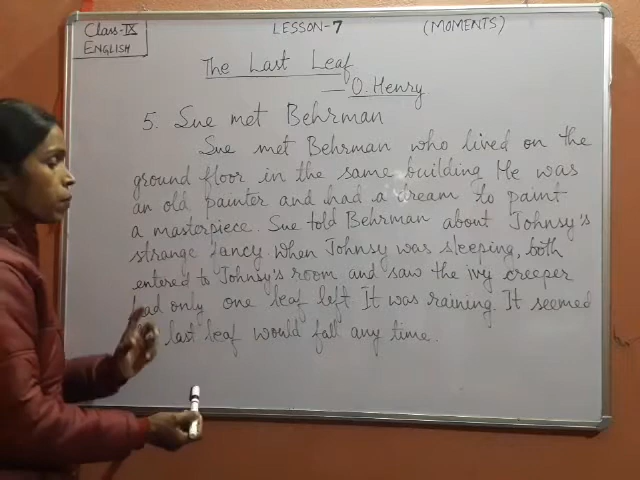 Class-IX LESSON-7 (MOMENTS)
ENGLISH
The Last Leaf
— O. Henry
5. Sue met Behrman
Sue met Behrman who lived on the
ground floor in the same building He was
an old painter and had a dream to paint
a masterpiece. Sue told Behrman about Johnsy's
strange fancy. When Johnsy was sleeping, both
entered to Johnsy's room and saw the ivy creeper
had only one leaf left. It was raining. It seemed
last leaf would fall any time.